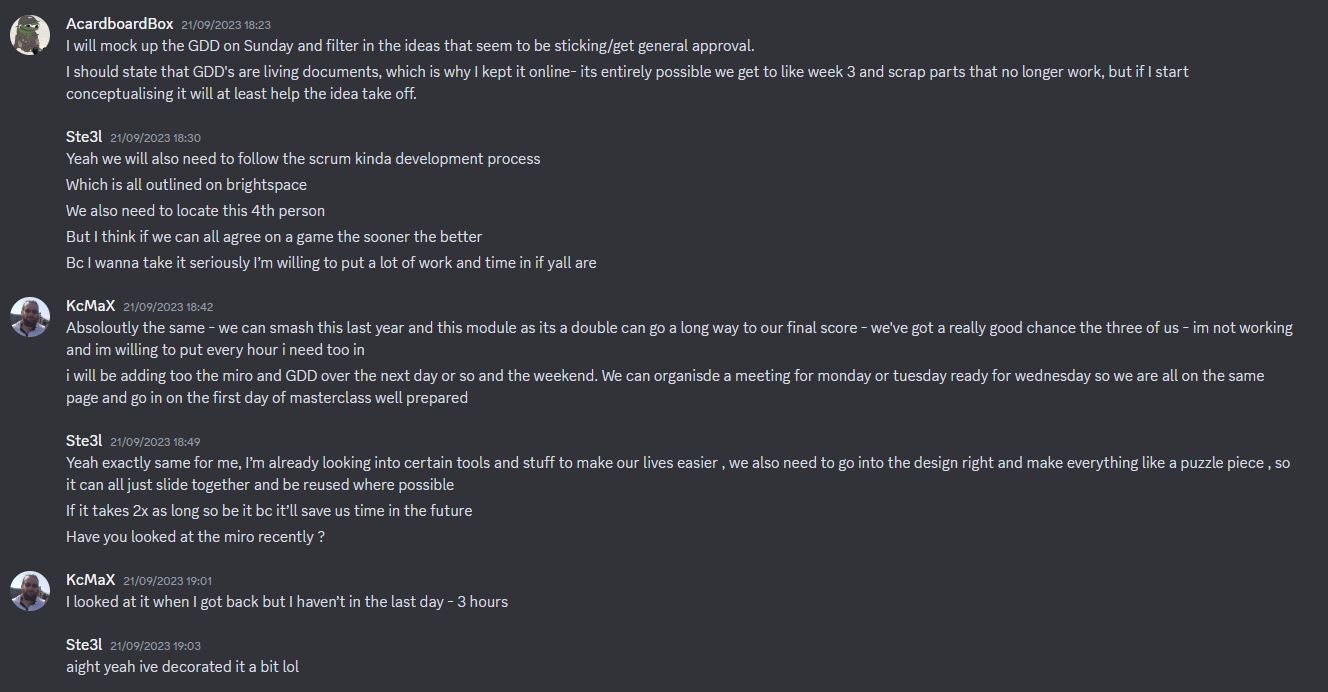 AcardboardBox 21/09/2023 18:23
I will mock up the GDD on Sunday and filter in the ideas that seem to be sticking/get general approval.
I should state that GDD's are living documents, which is why I kept it online- its entirely possible we get to like week 3 and scrap parts that no longer work, but if I start
conceptualising it will at least help the idea take off.
Ste3l 21/09/2023 18:30
Yeah we will also need to follow the scrum kinda development process
Which is all outlined on brightspace
We also need to locate this 4th person
But I think if we can all agree on a game the sooner the better
Bc I wanna take it seriously I'm willing to put a lot of work and time in if yall are
KcMaX 21/09/2023 18:42
Absoloutly the same - we can smash this last year and this module as its a double can go a long way to our final score - we've got a really good chance the three of us - im not working
and im willing to put every hour i need too in
i will be adding too the miro and GDD over the next day or so and the weekend. We can organisde a meeting for monday or tuesday ready for wednesday so we are all on the same
page and go in on the first day of masterclass well prepared
Ste3l 21/09/2023 18:49
Yeah exactly same for me, I'm already looking into certain tools and stuff to make our lives easier , we also need to go into the design right and make everything like a puzzle piece , so
it can all just slide together and be reused where possible
If it takes 2x as long so be it bc it'll save us time in the future
Have you looked at the miro recently ?
KcMaX 21/09/2023 19:01
I looked at it when I got back but I haven't in the last day - 3 hours
Ste3l 21/09/2023 19:03
aight yeah ive decorated it a bit lol